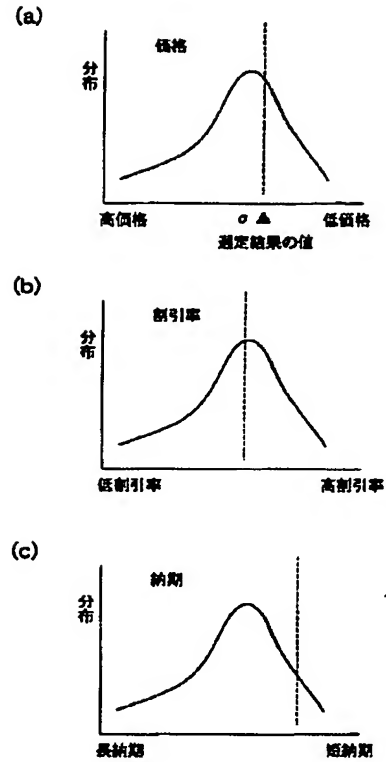 (a)
価格
分布
高価格
σ ▲
低価格
選定結果の値
(b)
割引率
分布
低割引率
高割引率
(c)
納期
分布
長納期
短納期